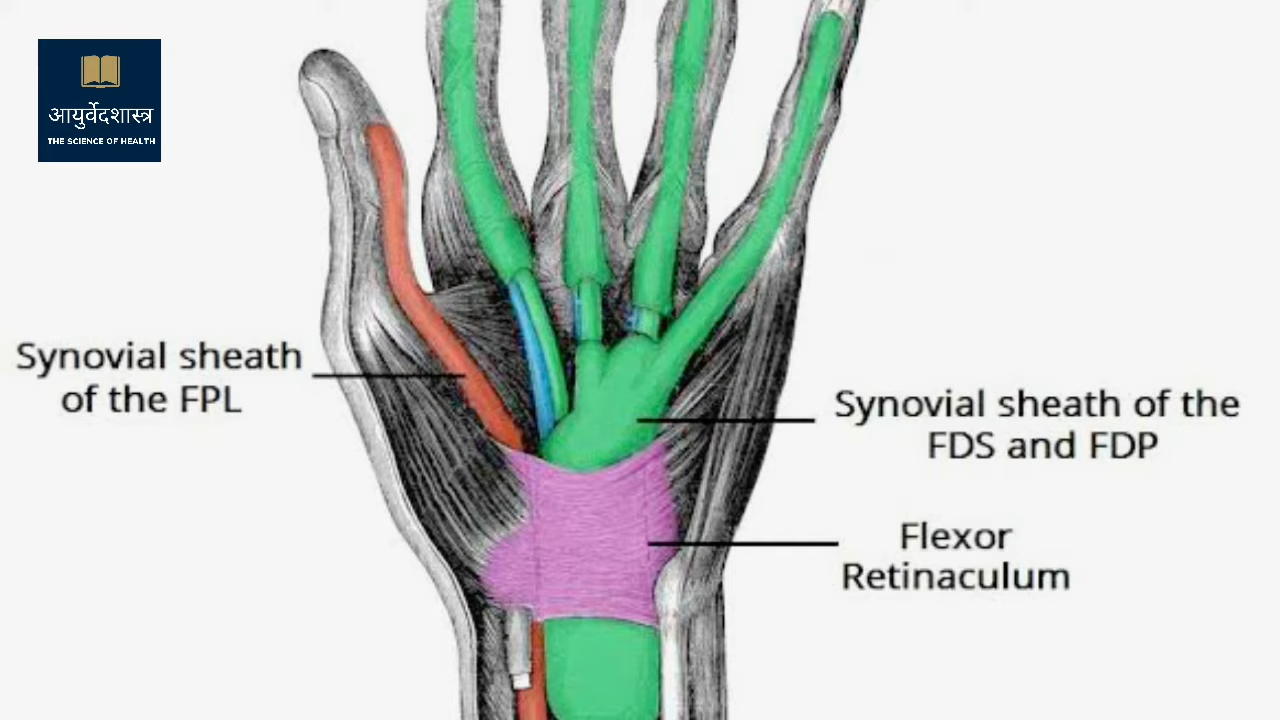 आयुर्वेदशास्त्र
THE SCIENCE OF HEALTH
Synovial sheath
of the FPL
Synovial sheath of the
FDS and FDP
Flexor
Retinaculum